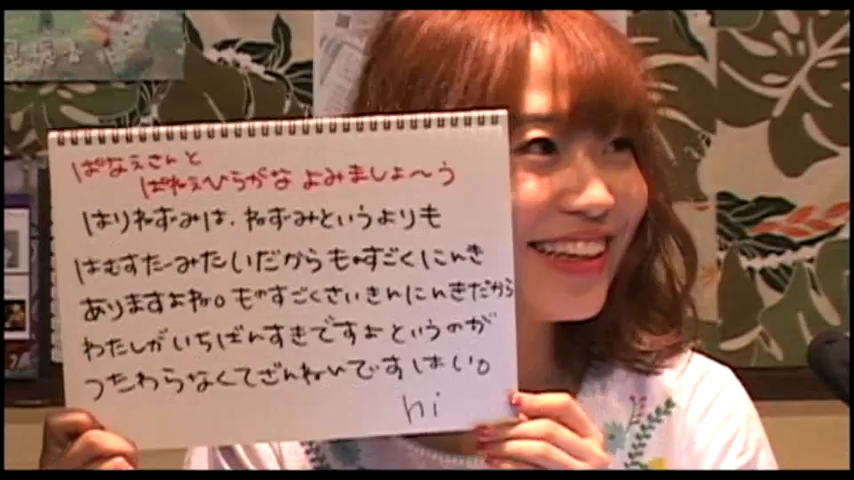 ぱなえさんと
ぱねえひらがな よみましょ〜う
はりねずみは、ねずみというよりも
はむすたーみたいだからものすごくにんき
ありますよね。ものすごくさいきんにんきだから
わたしがいちばんすきですよというのが
つたわらなくてざんねんですはい。
hi